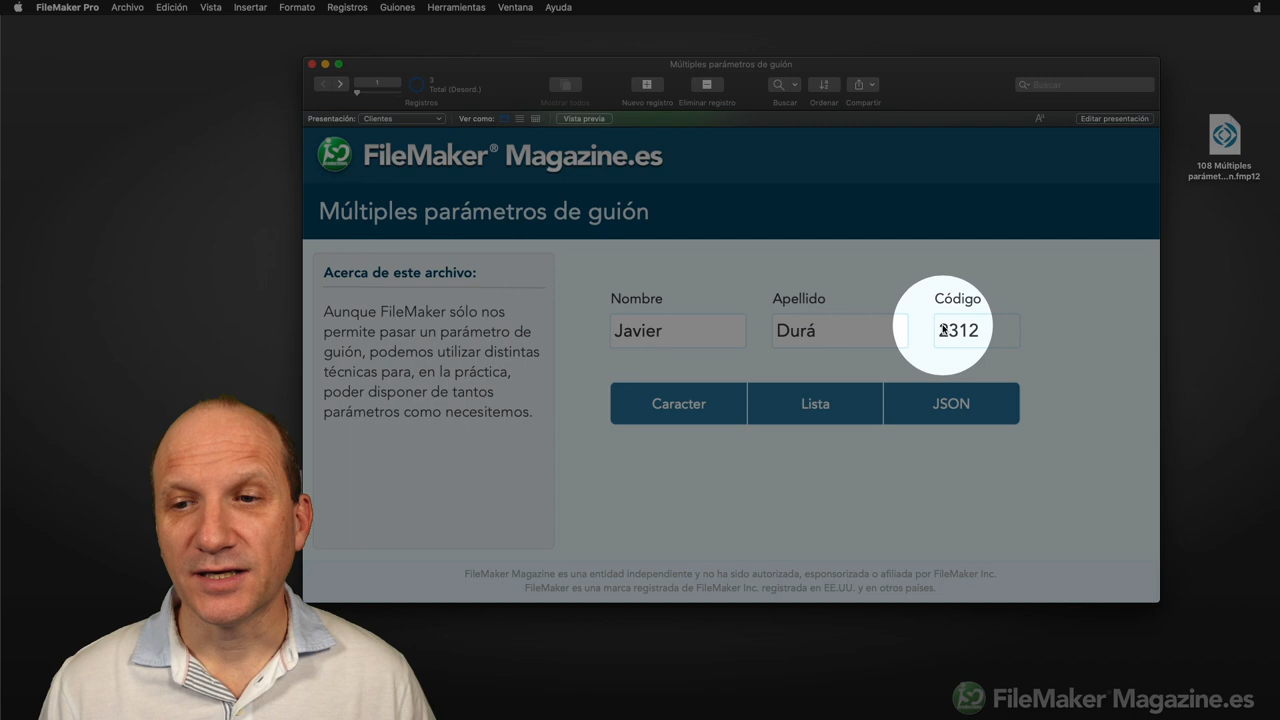 FileMaker Pro Archivo Edición Vista Insertar Formato Registros Guiones Herramientas Ventana Ayuda
Múltiples parámetros de guión
1
3
Total (Desord.)
Registros
Mostrar todos
Nuevo registro
Eliminar registro
Buscar
Ordenar
Compartir
Buscar
Presentación: Clientes Ver como: Vista previa Editar presentación
FileMaker® Magazine.es
Múltiples parámetros de guión
Acerca de este archivo:
Aunque FileMaker sólo nos
permite pasar un parámetro de
guión, podemos utilizar distintas
técnicas para, en la práctica,
poder disponer de tantos
parámetros como necesitemos.
Nombre Apellido Código
Javier Durá 2312
Caracter Lista JSON
FileMaker Magazine es una entidad independiente y no ha sido autorizada, esponsorizada o afiliada por FileMaker Inc.
FileMaker es una marca registrada de FileMaker Inc. registrada en EE.UU. y en otros países.
108 Múltiples
parámet...n.fmp12
FileMaker Magazine.es